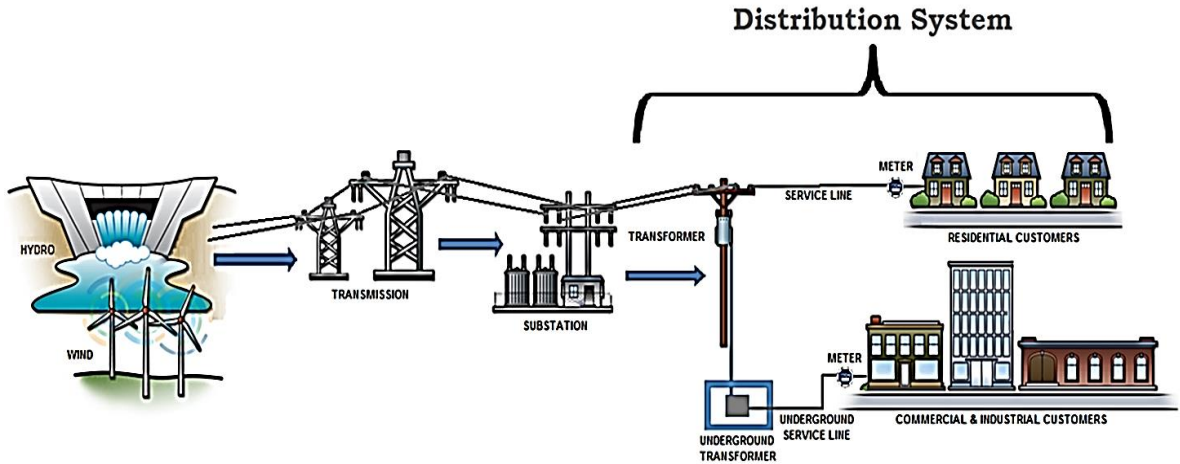 Distribution System
METER
SERVICE LINE
HYDRO
TRANSFORMER
RESIDENTIAL CUSTOMERS
TRANSMISSION
SUBSTATION
WIND
METER
UNDERGROUND
SERVICE LINE
COMMERCIAL & INDUSTRIAL CUSTOMERS
UNDERGROUND
TRANSFORMER